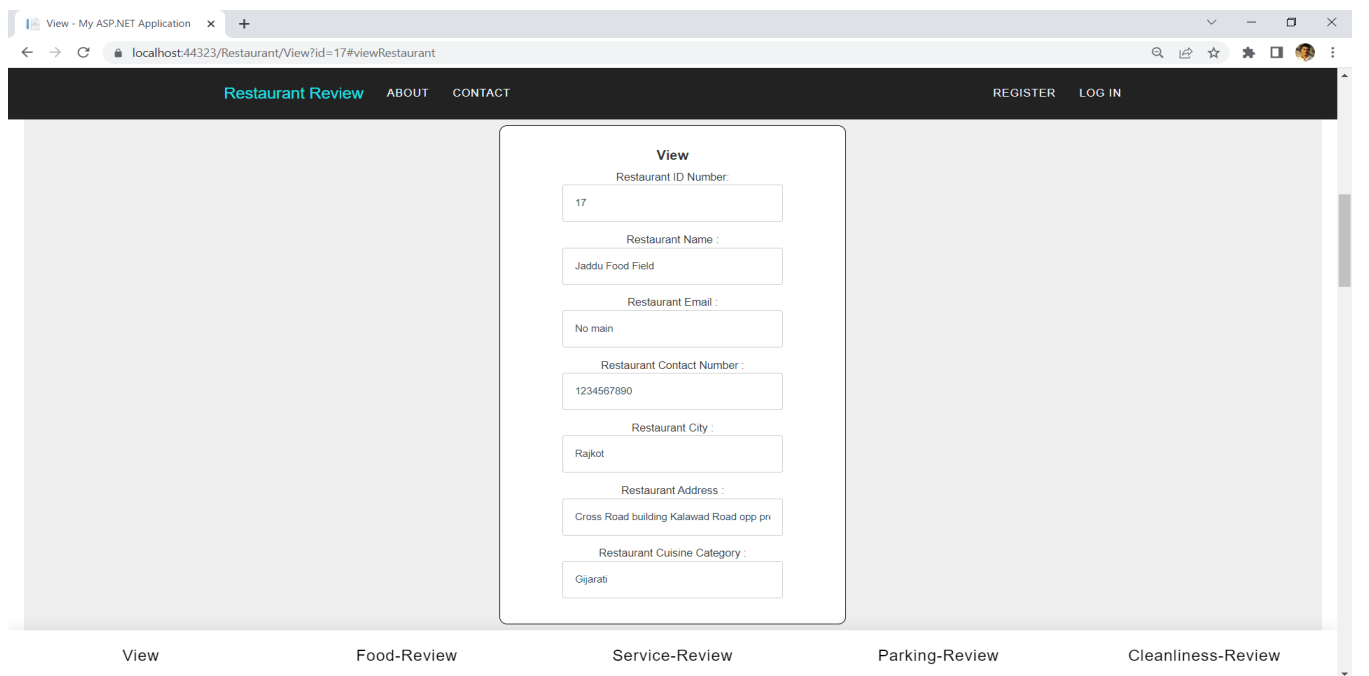 View - My ASP.NET Application
localhost:44323/Restaurant/View?id=17#viewRestaurant
Restaurant Review ABOUT CONTACT REGISTER LOG IN
View
Restaurant ID Number:
17
Restaurant Name :
Jaddu Food Field
Restaurant Email :
No main
Restaurant Contact Number :
1234567890
Restaurant City :
Rajkot
Restaurant Address :
Cross Road building Kalawad Road opp pre
Restaurant Cuisine Category :
Gijarati
View Food-Review Service-Review Parking-Review Cleanliness-Review